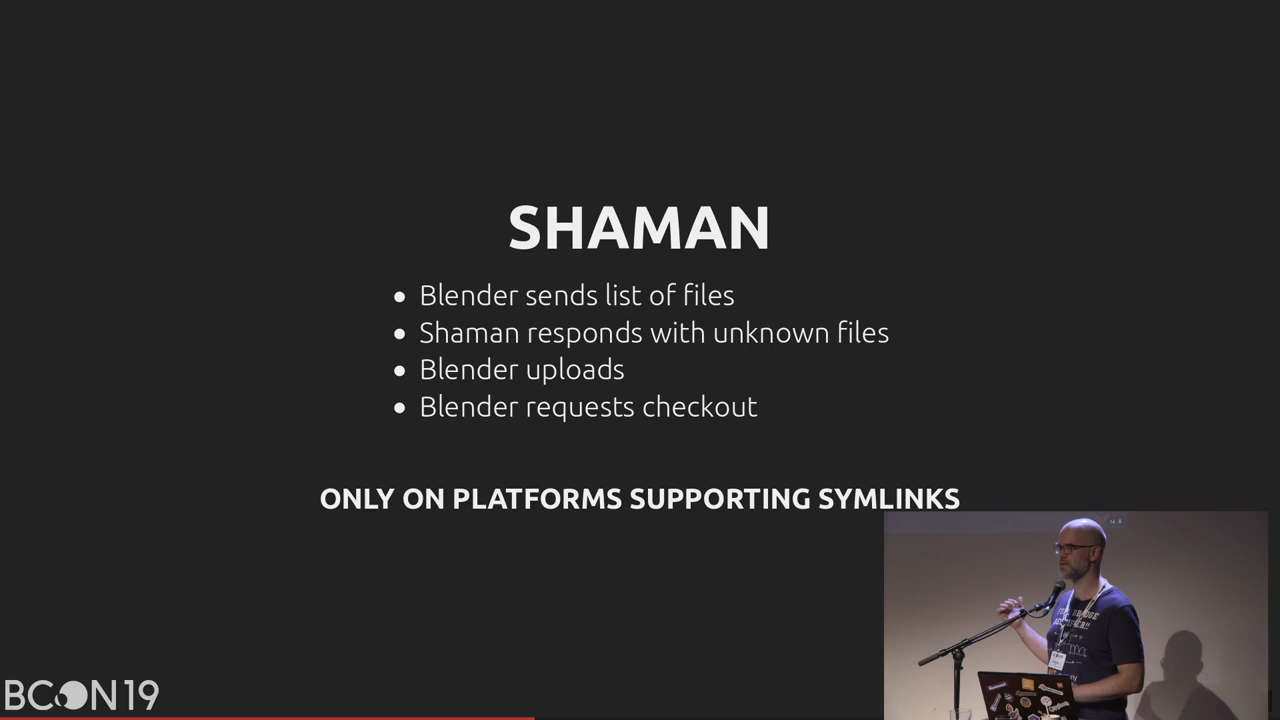 SHAMAN
Blender sends list of files
Shaman responds with unknown files
Blender uploads
Blender requests checkout
ONLY ON PLATFORMS SUPPORTING SYMLINKS
BCON19